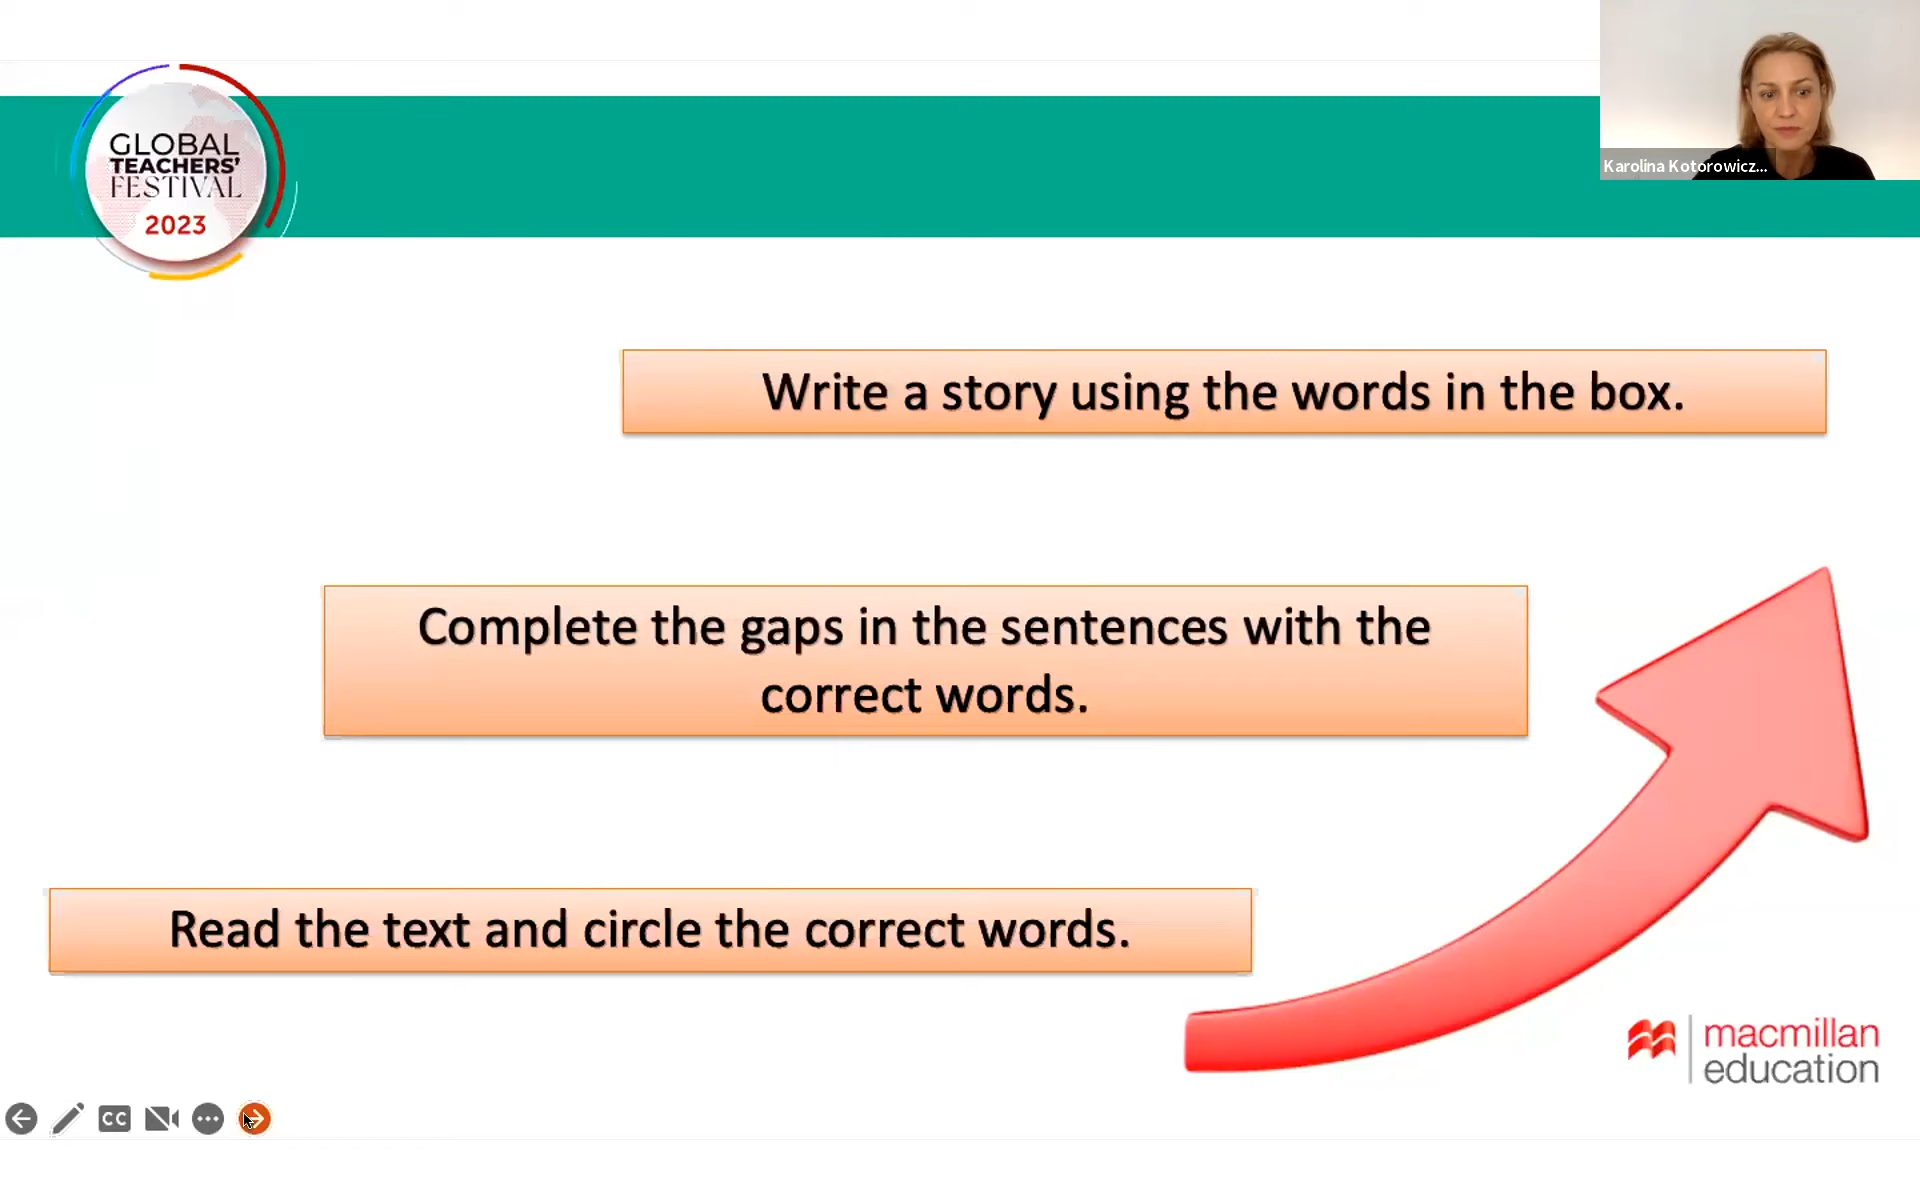 GLOBAL
TEACHERS'
FESTIVAL
2023
Karolina Kotorowicz...
Write a story using the words in the box.
Complete the gaps in the sentences with the
correct words.
Read the text and circle the correct words.
macmillan
education
CC